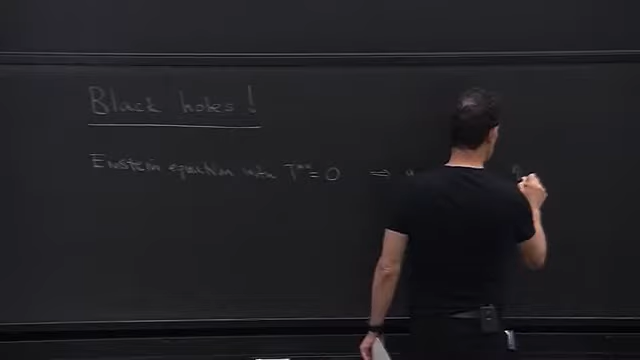 Black holes!
Einstein equation with T^μν = 0 ⇒